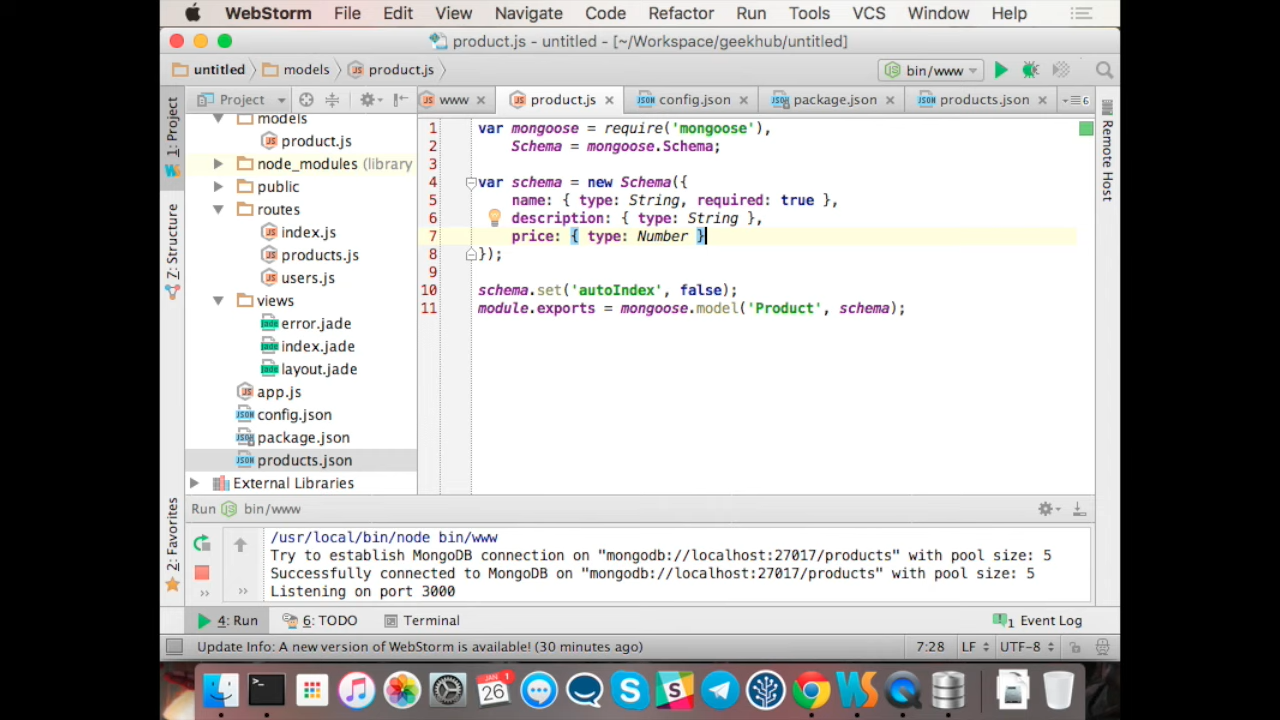 WebStorm File Edit View Navigate Code Refactor Run Tools VCS Window Help
product.js - untitled - [~/Workspace/geekhub/untitled]
untitled models product.js bin/www
Project www product.js config.json package.json products.json 6
1: Project
7: Structure
2: Favorites
Remote Host
models
product.js
node_modules (library
public
routes
index.js
products.js
users.js
views
error.jade
index.jade
layout.jade
app.js
config.json
package.json
products.json
External Libraries
1 var mongoose = require('mongoose'),
2 Schema = mongoose.Schema;
3
4 var schema = new Schema({
5 name: { type: String, required: true },
6 description: { type: String },
7 price: { type: Number }
8 });
9
10 schema.set('autoIndex', false);
11 module.exports = mongoose.model('Product', schema);
Run bin/www
/usr/local/bin/node bin/www
Try to establish MongoDB connection on "mongodb://localhost:27017/products" with pool size: 5
Successfully connected to MongoDB on "mongodb://localhost:27017/products" with pool size: 5
Listening on port 3000
4: Run 6: TODO Terminal 1 Event Log
Update Info: A new version of WebStorm is available! (30 minutes ago) 7:28 LF UTF-8
JAN 1
26